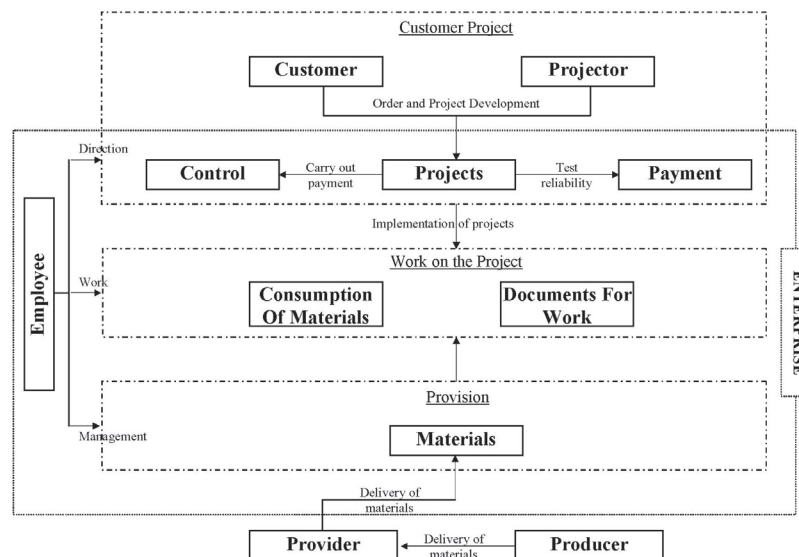 Customer Project
Customer
Projector
Order and Project Development
Direction
Control
Carry out
payment
Projects
Test
reliability
Payment
Implementation of projects
Work on the Project
Work
Employee
Consumption
Of Materials
Documents For
Work
ENTERPRISE
Provision
Management
Materials
Delivery of
materials
Provider
Delivery of
materials
Producer